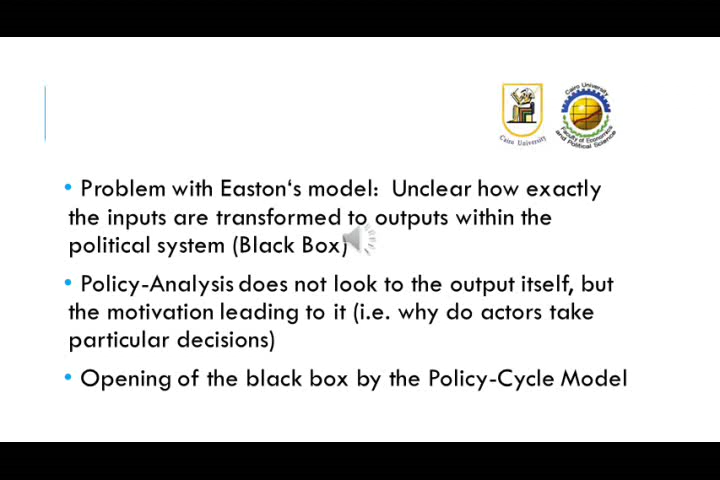 Cairo University
Cairo University
Faculty of Economics
and Political Science
• Problem with Easton‘s model:  Unclear how exactly
the inputs are transformed to outputs within the
political system (Black Box)
• Policy-Analysis does not look to the output itself, but
the motivation leading to it (i.e. why do actors take
particular decisions)
• Opening of the black box by the Policy-Cycle Model